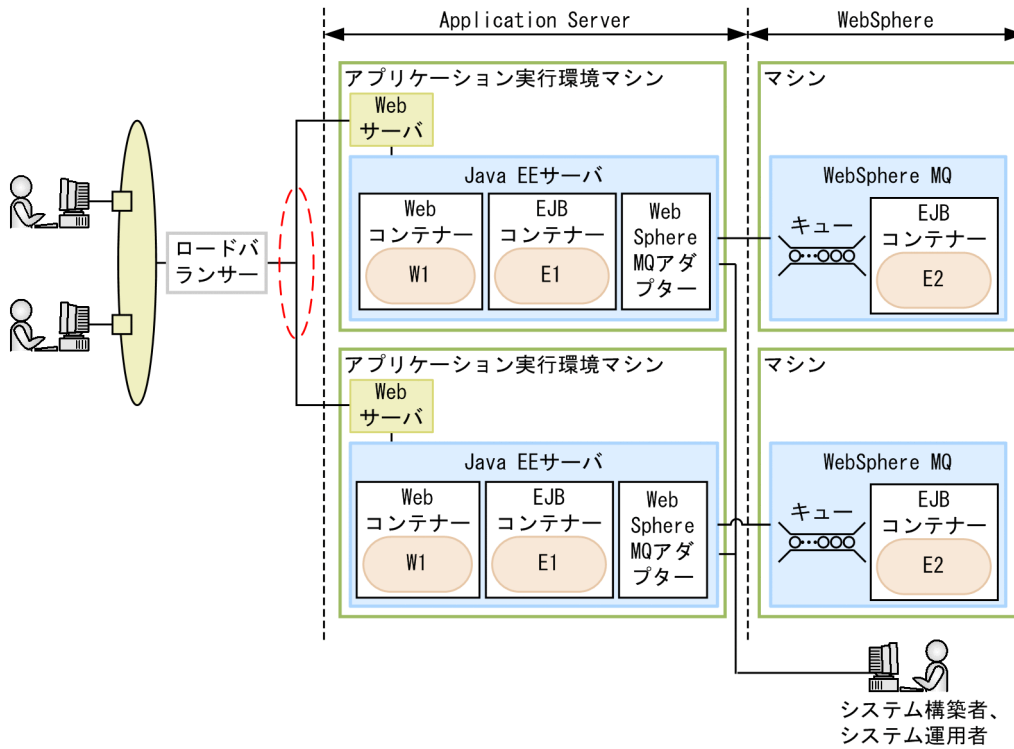 Application Server
WebSphere
アプリケーション実行環境マシン
Web
サーバ
Java EEサーバ
Web
コンテナー
W1
EJB
コンテナー
E1
Web
Sphere
MQアダ
プター
マシン
WebSphere MQ
キュー
EJB
コンテナー
E2
ロードバ
ランサー
アプリケーション実行環境マシン
Web
サーバ
Java EEサーバ
Web
コンテナー
W1
EJB
コンテナー
E1
Web
Sphere
MQアダ
プター
マシン
WebSphere MQ
キュー
EJB
コンテナー
E2
システム構築者、
システム運用者